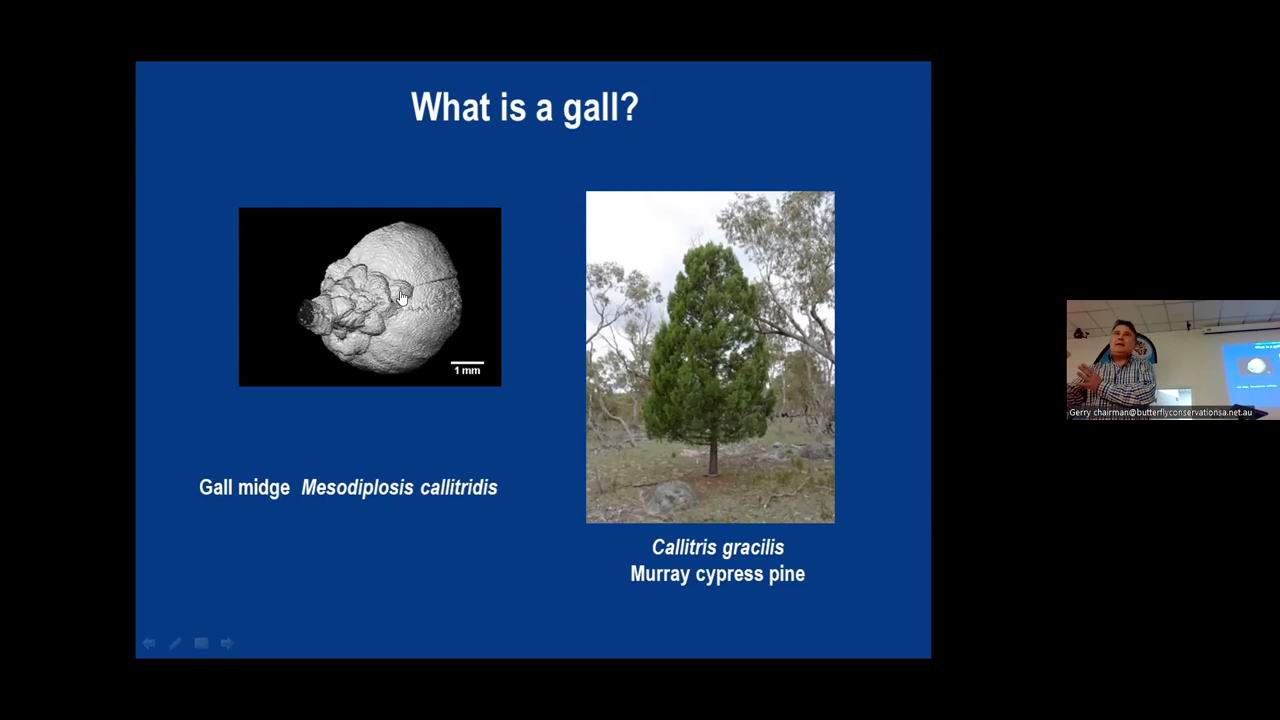 What is a gall?
1 mm
Gall midge Mesodiplosis callitridis
Callitris gracilis
Murray cypress pine
Gerry chairman@butterflyconservationsa.net.au